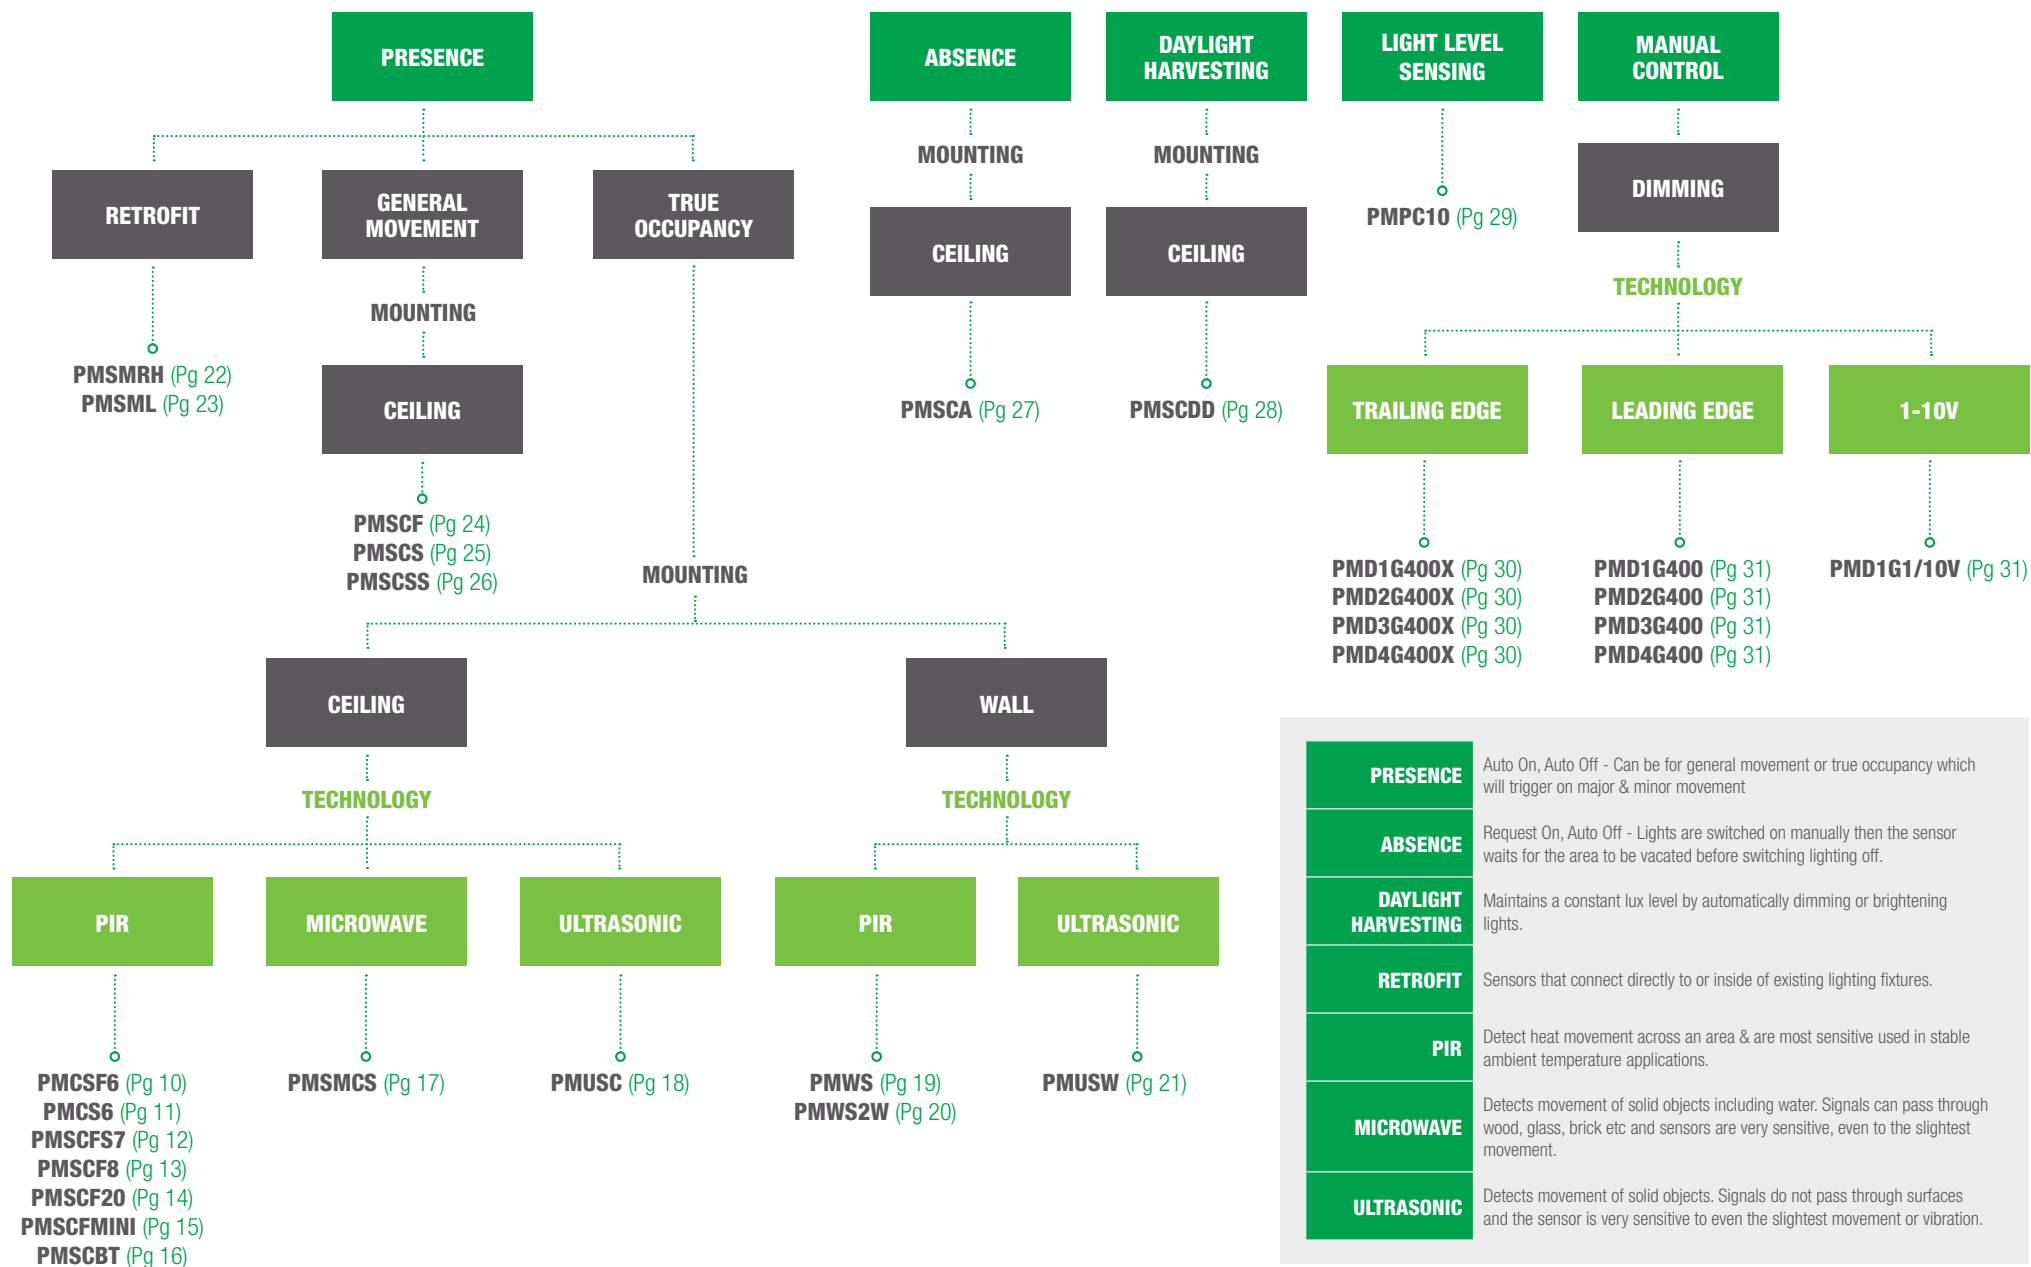 PRESENCE
ABSENCE
DAYLIGHT
HARVESTING
LIGHT LEVEL
SENSING
MANUAL
CONTROL
RETROFIT
GENERAL
MOVEMENT
TRUE
OCCUPANCY
MOUNTING
MOUNTING
DIMMING
CEILING
CEILING
PMPC10 (Pg 29)
TECHNOLOGY
MOUNTING
PMSMRH (Pg 22)
PMSML (Pg 23)
CEILING
PMSCA (Pg 27)
PMSCDD (Pg 28)
TRAILING EDGE
LEADING EDGE
1-10V
PMSCF (Pg 24)
PMSCS (Pg 25)
PMSCSS (Pg 26)
MOUNTING
PMD1G400X (Pg 30)
PMD2G400X (Pg 30)
PMD3G400X (Pg 30)
PMD4G400X (Pg 30)
PMD1G400 (Pg 31)
PMD2G400 (Pg 31)
PMD3G400 (Pg 31)
PMD4G400 (Pg 31)
PMD1G1/10V (Pg 31)
CEILING
WALL
TECHNOLOGY
TECHNOLOGY
PIR
MICROWAVE
ULTRASONIC
PIR
ULTRASONIC
PMCSF6 (Pg 10)
PMCS6 (Pg 11)
PMSCFS7 (Pg 12)
PMSCF8 (Pg 13)
PMSCF20 (Pg 14)
PMSCFMINI (Pg 15)
PMSCBT (Pg 16)
PMSMCS (Pg 17)
PMUSC (Pg 18)
PMWS (Pg 19)
PMWS2W (Pg 20)
PMUSW (Pg 21)
PRESENCE
Auto On, Auto Off - Can be for general movement or true occupancy which
will trigger on major & minor movement
ABSENCE
Request On, Auto Off - Lights are switched on manually then the sensor
waits for the area to be vacated before switching lighting off.
DAYLIGHT
HARVESTING
Maintains a constant lux level by automatically dimming or brightening
lights.
RETROFIT
Sensors that connect directly to or inside of existing lighting fixtures.
PIR
Detect heat movement across an area & are most sensitive used in stable
ambient temperature applications.
MICROWAVE
Detects movement of solid objects including water. Signals can pass through
wood, glass, brick etc and sensors are very sensitive, even to the slightest
movement.
ULTRASONIC
Detects movement of solid objects. Signals do not pass through surfaces
and the sensor is very sensitive to even the slightest movement or vibration.